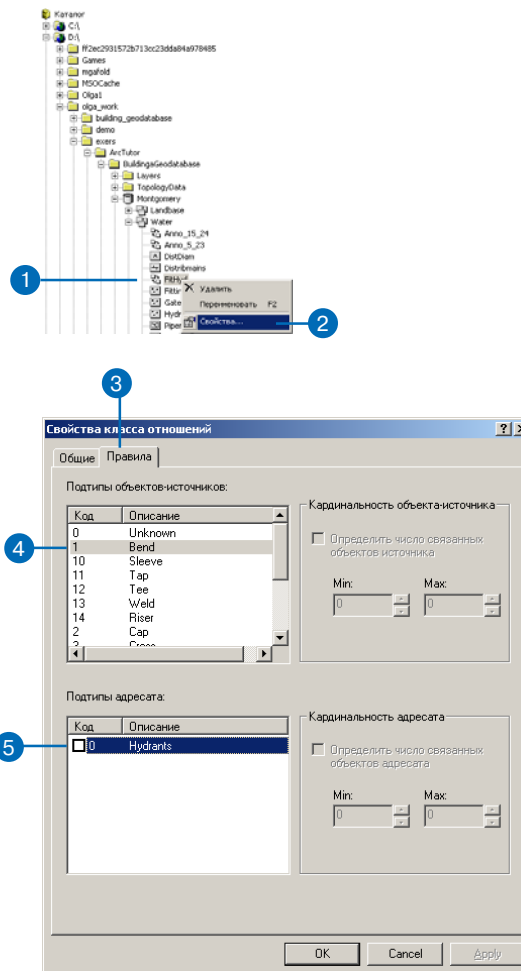 Каталог
C:\
D:\
ff2ec2931572b713cc23dda84a978485
Games
mgafold
MSOCache
Olga1
olga_work
building_geodatabase
demo
exers
ArcTutor
BuildingaGeodatabase
Layers
TopologyData
Montgomery
Landbase
Water
Anno_15_24
Anno_5_23
DistDiam
Distribmains
1
Удалить
Переименовать F2
Gate
Hydr
Свойства...
2
3
Свойства класса отношений
Общие Правила
Подтипы объектов-источников:
Код Описание
0 Unknown
4
1 Bend
10 Sleeve
11 Tap
12 Tee
13 Weld
14 Riser
2 Cap
3 Cross
Кардинальность объекта-источника
Определить число связанных
объектов источника
Min: Max:
0 0
Подтипы адресата:
Код Описание
5
0 Hydrants
Кардинальность адресата
Определить число связанных
объектов адресата
Min: Max:
0 0
OK Cancel Apply